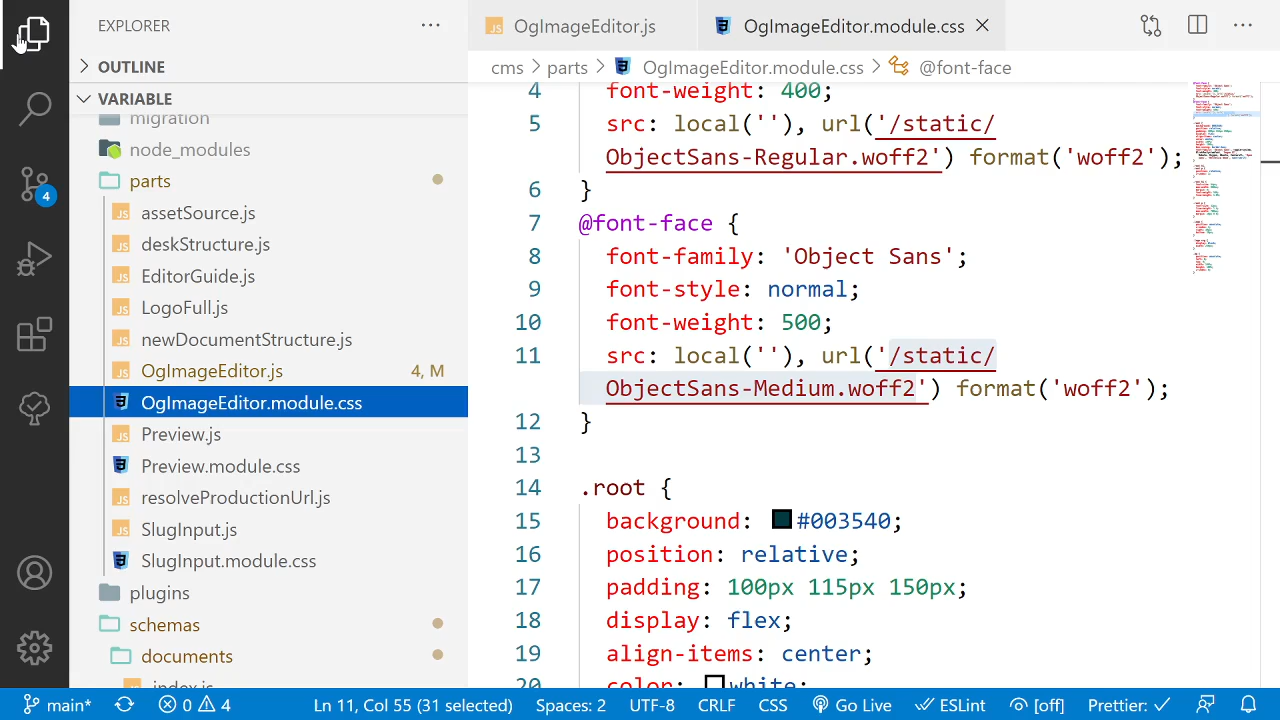 EXPLORER
OgImageEditor.js
OgImageEditor.module.css
OUTLINE
cms
parts
OgImageEditor.module.css
@font-face
VARIABLE
migration
node_modules
parts
assetSource.js
deskStructure.js
EditorGuide.js
LogoFull.js
newDocumentStructure.js
OgImageEditor.js
4, M
OgImageEditor.module.css
Preview.js
Preview.module.css
resolveProductionUrl.js
SlugInput.js
SlugInput.module.css
plugins
schemas
documents
index.js
4
4 font-weight: 400;
5 src: local(''), url('/static/
ObjectSans-Regular.woff2') format('woff2');
6 }
7 @font-face {
8 font-family: 'Object Sans';
9 font-style: normal;
10 font-weight: 500;
11 src: local(''), url('/static/
ObjectSans-Medium.woff2') format('woff2');
12 }
13
14 .root {
15 background: #003540;
16 position: relative;
17 padding: 100px 115px 150px;
18 display: flex;
19 align-items: center;
20 color: white;
main*
0
4
Ln 11, Col 55 (31 selected)
Spaces: 2
UTF-8
CRLF
CSS
Go Live
ESLint
[off]
Prettier: